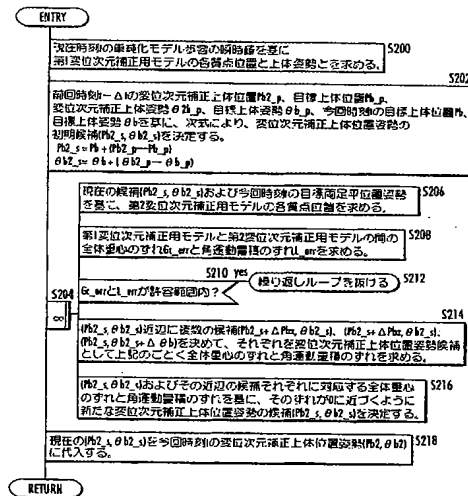 ENTRY
現在時刻の単純化モデル歩容の瞬時値を基に
第1変位次元補正用モデルの各質点位置と上体姿勢とを求める。
S200
S202
前回時刻t-Δtの変位次元補正上体位置Pb2_p、目標上体位置Pb_p、
変位次元補正上体姿勢θ2b_p、目標上体姿勢θb_p、今回時刻の目標上体位置Pb、
目標上体姿勢θbを基に、次式により、変位次元補正上体位置姿勢の
初期候補(Pb2_s,θb2_s)を決定する。
Pb2_s=Pb+(Pb2_p-Pb_p)
θb2_s=θb+(θb2_p-θb_p)
S206
現在の候補(Pb2_s,θb2_s)および今回時刻の目標両足平位置姿勢
を基に、第2変位次元補正用モデルの各質点位置を求める。
S208
第1変位次元補正用モデルと第2変位次元補正用モデルの間の
全体重心のずれGc_errと角運動量積のずれL_errを求める。
S210
yes
S212
Gc_errとL_errが許容範囲内?
繰り返しループを抜ける
S204
∞
S214
(Pb2_s,θb2_s)近辺に複数の候補(Pb2_s+ΔPbx,θb2_s)、(Pb2_s+ΔPbz,θb2_s)、
(Pb2_s,θb2_s+Δθb)を決めて、それぞれを変位次元補正上体位置姿勢候補
として上記のごとく全体重心のずれと角運動量積のずれを求める。
S216
(Pb2_s,θb2_s)およびその近辺の候補それぞれに対応する全体重心の
ずれと角運動量積のずれを基に、そのずれが0に近づくように
新たな変位次元補正上体位置姿勢の候補(Pb2_s,θb2_s)を決定する。
S218
現在の(Pb2_s,θb2_s)を今回時刻tの変位次元補正上体位置姿勢(Pb2,θb2)
に代入する。
RETURN